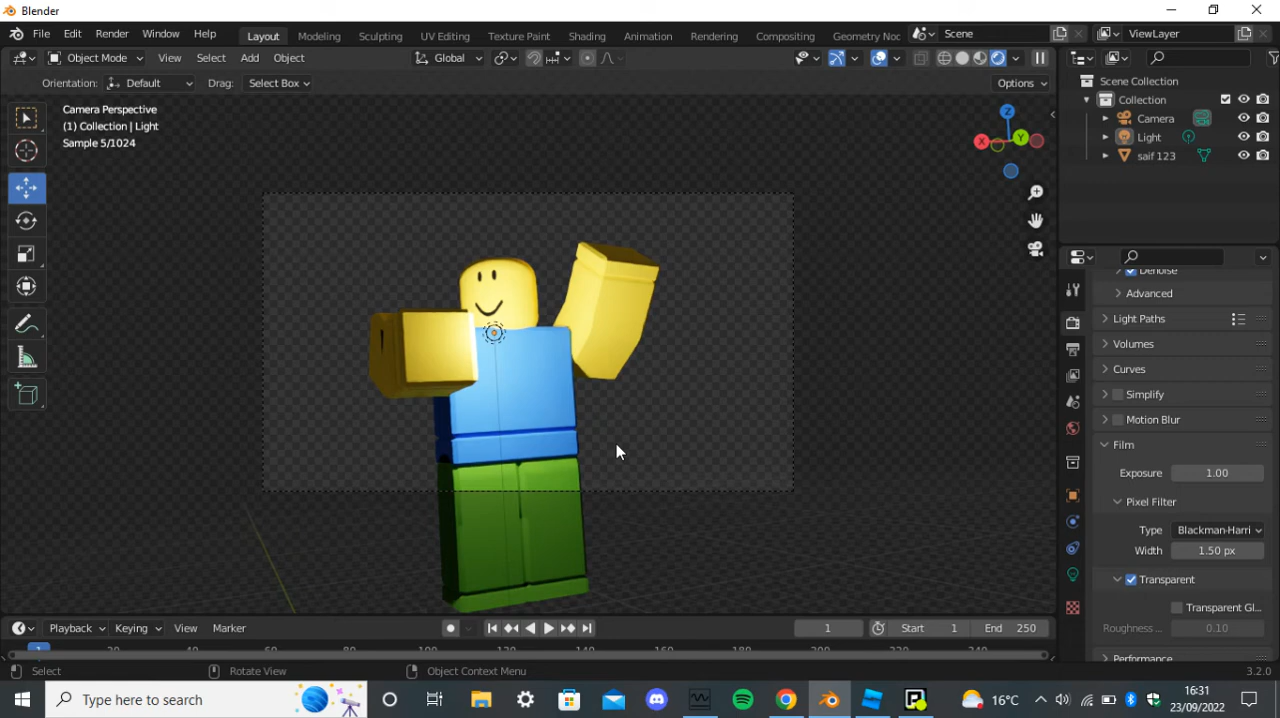 Blender
File Edit Render Window Help Layout Modeling Sculpting UV Editing Texture Paint Shading Animation Rendering Compositing Geometry Noc Scene ViewLayer
Object Mode View Select Add Object Global
Orientation: Default Drag: Select Box Options
Camera Perspective
(1) Collection | Light
Sample 5/1024
Z
X
Y
Scene Collection
Collection
Camera
Light
saif 123
Denoise
Advanced
Light Paths
Volumes
Curves
Simplify
Motion Blur
Film
Exposure 1.00
Pixel Filter
Type Blackman-Harri
Width 1.50 px
Transparent
Transparent Gl...
Roughness ... 0.10
Performance
Playback Keying View Marker 1 Start 1 End 250
Select Rotate View Object Context Menu 3.2.0
Type here to search 16°C 16:31
23/09/2022